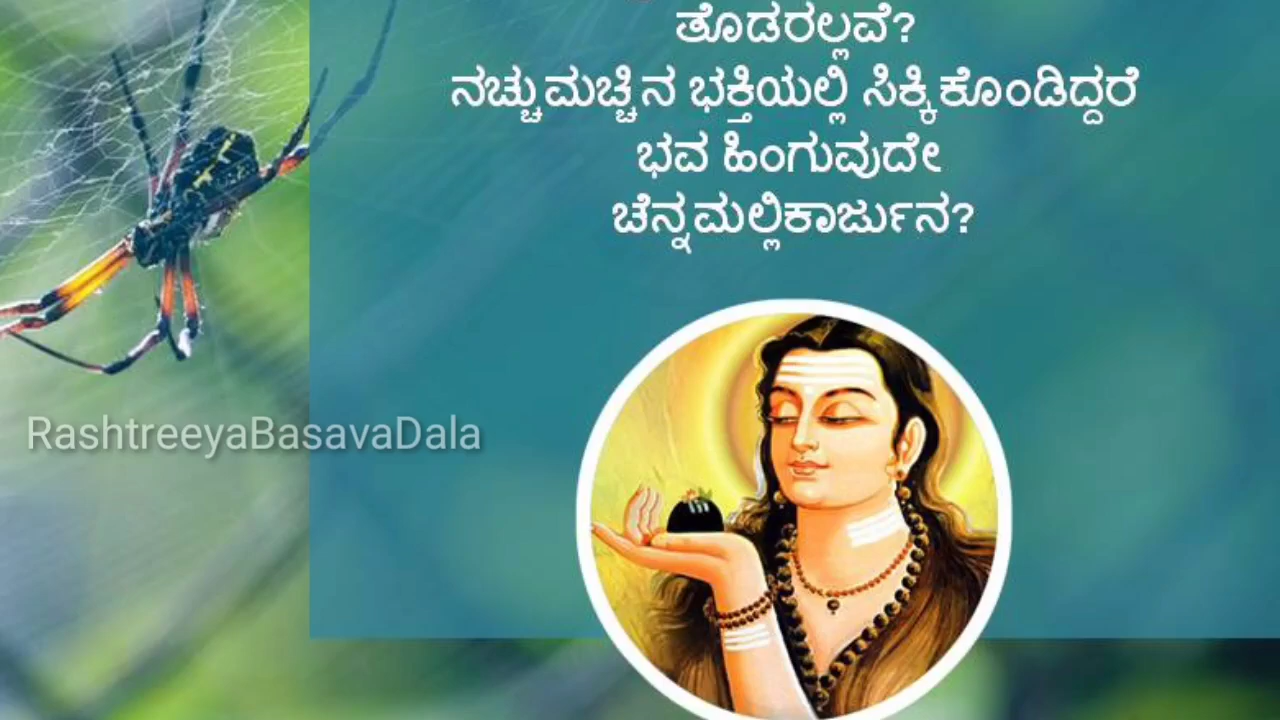 ತೊಡರಲ್ಲವೆ?
ನಚ್ಚುಮಚ್ಚಿನ ಭಕ್ತಿಯಲ್ಲಿ ಸಿಕ್ಕಿಕೊಂಡಿದ್ದರೆ
ಭವ ಹಿಂಗುವುದೇ
ಚೆನ್ನಮಲ್ಲಿಕಾರ್ಜುನ?
RashtreeyaBasavaDala